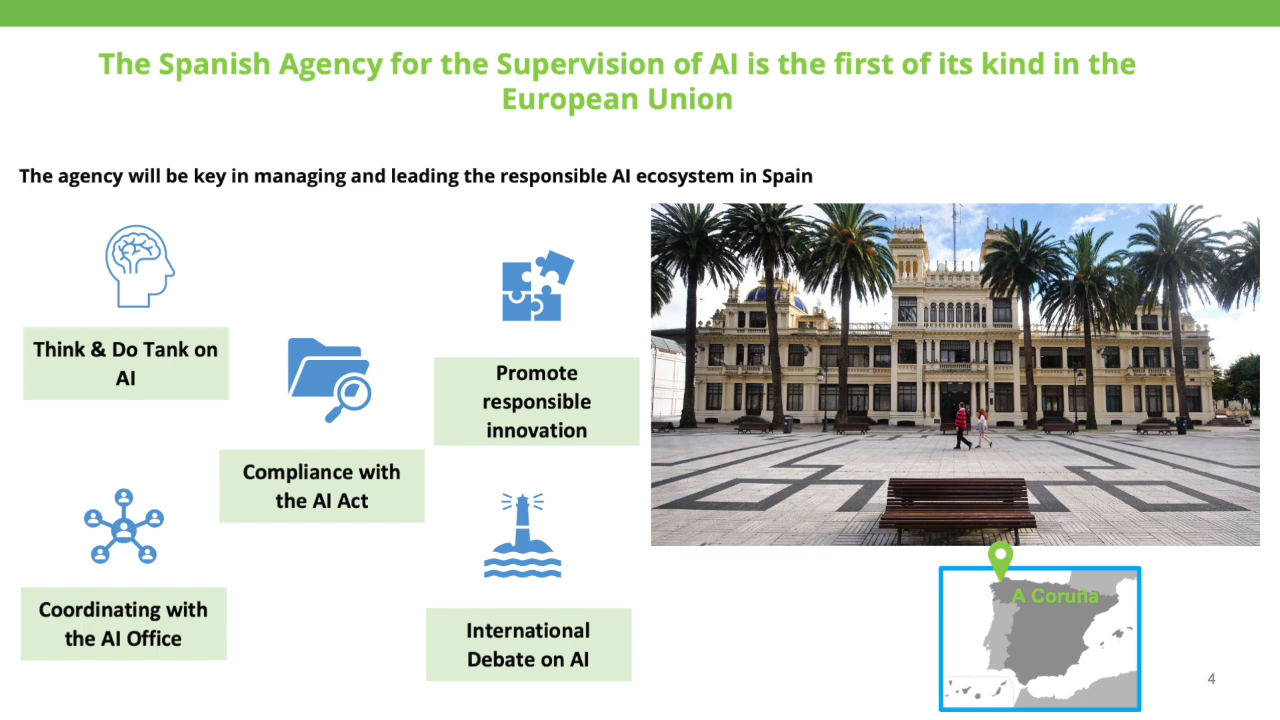 The Spanish Agency for the Supervision of AI is the first of its kind in the
European Union
The agency will be key in managing and leading the responsible AI ecosystem in Spain
Think & Do Tank on
AI
Compliance with
the AI Act
Promote
responsible
innovation
Coordinating with
the AI Office
International
Debate on AI
A Coruña
4